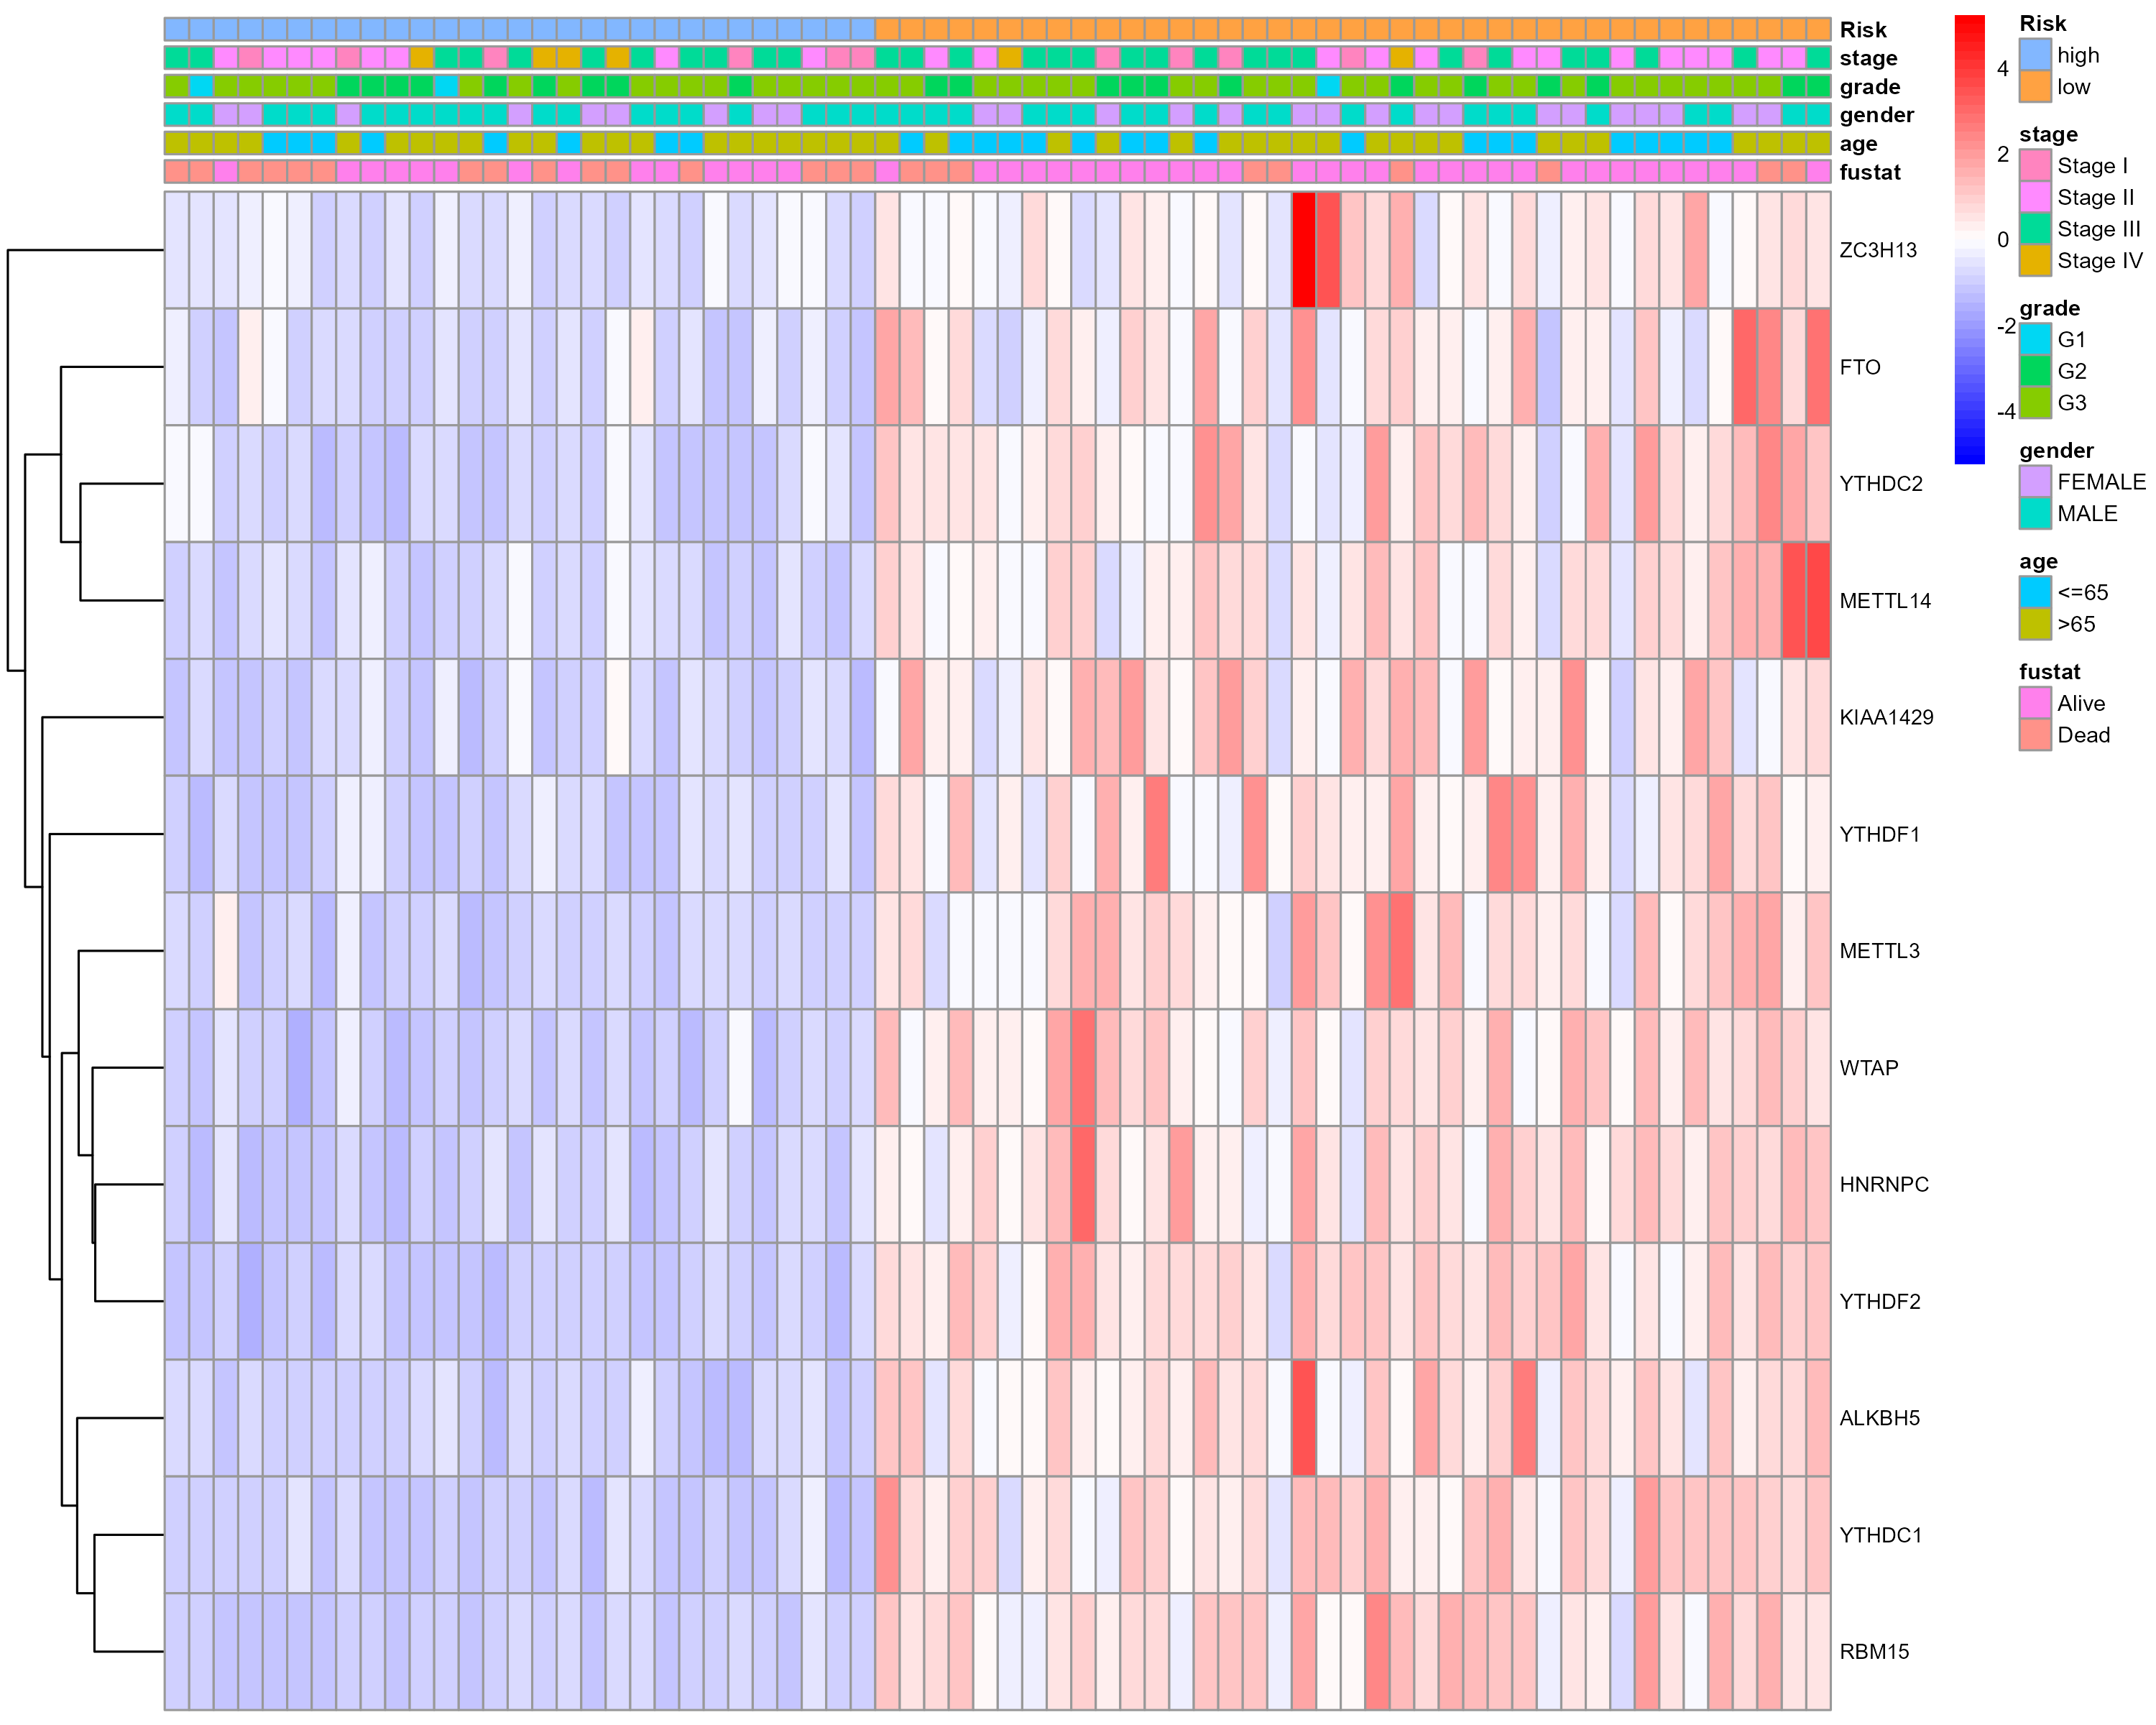 Risk
stage
grade
gender
age
fustat
ZC3H13
FTO
YTHDC2
METTL14
KIAA1429
YTHDF1
METTL3
WTAP
HNRNPC
YTHDF2
ALKBH5
YTHDC1
RBM15
4
2
0
-2
-4
Risk
high
low
stage
Stage I
Stage II
Stage III
Stage IV
grade
G1
G2
G3
gender
FEMALE
MALE
age
<=65
>65
fustat
Alive
Dead